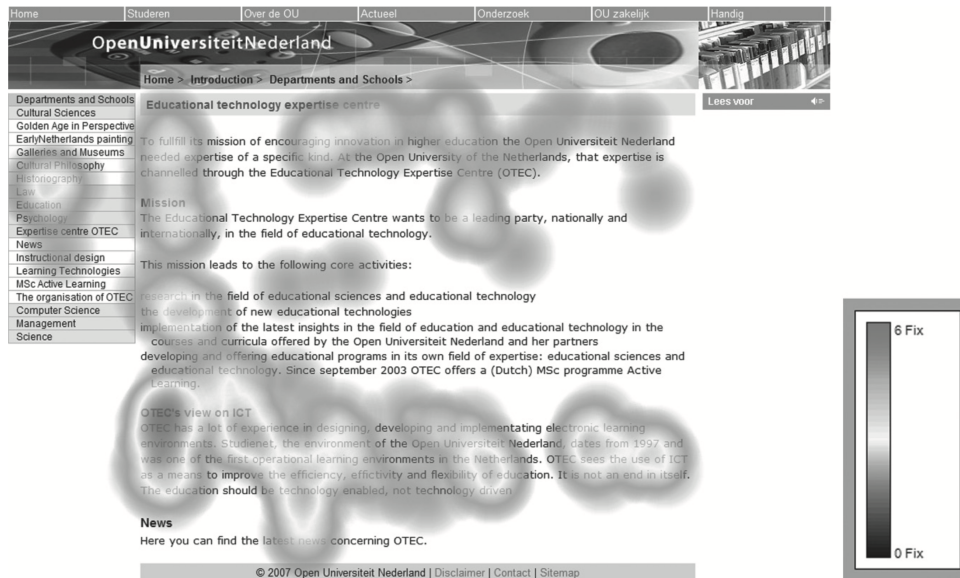 Home Studeren Over de OU Actueel Onderzoek OU zakelijk Handig
OpenUniversiteitNederland
Home > Introduction > Departments and Schools >
Lees voor
Departments and Schools
Cultural Sciences
Golden Age in Perspective
EarlyNetherlands painting
Galleries and Museums
Cultural Philosophy
Historiography
Law
Education
Psychology
Expertise centre OTEC
News
Instructional design
Learning Technologies
MSc Active Learning
The organisation of OTEC
Computer Science
Management
Science
Educational technology expertise centre
To fullfill its mission of encouraging innovation in higher education the Open Universiteit Nederland
needed expertise of a specific kind. At the Open University of the Netherlands, that expertise is
channelled through the Educational Technology Expertise Centre (OTEC).
Mission
The Educational Technology Expertise Centre wants to be a leading party, nationally and
internationally, in the field of educational technology.
This mission leads to the following core activities:
research in the field of educational sciences and educational technology
the development of new educational technologies
implementation of the latest insights in the field of education and educational technology in the
courses and curricula offered by the Open Universiteit Nederland and her partners
developing and offering educational programs in its own field of expertise: educational sciences and
educational technology. Since september 2003 OTEC offers a (Dutch) MSc programme Active
Learning.
OTEC's view on ICT
OTEC has a lot of experience in designing, developing and implementating electronic learning
environments. Studienet, the environment of the Open Universiteit Nederland, dates from 1997 and
was one of the first operational learning environments in the Netherlands. OTEC sees the use of ICT
as a means to improve the efficiency, effictivity and flexibility of education. It is not an end in itself.
The education should be technology enabled, not technology driven
News
Here you can find the latest news concerning OTEC.
© 2007 Open Universiteit Nederland | Disclaimer | Contact | Sitemap
6 Fix
0 Fix